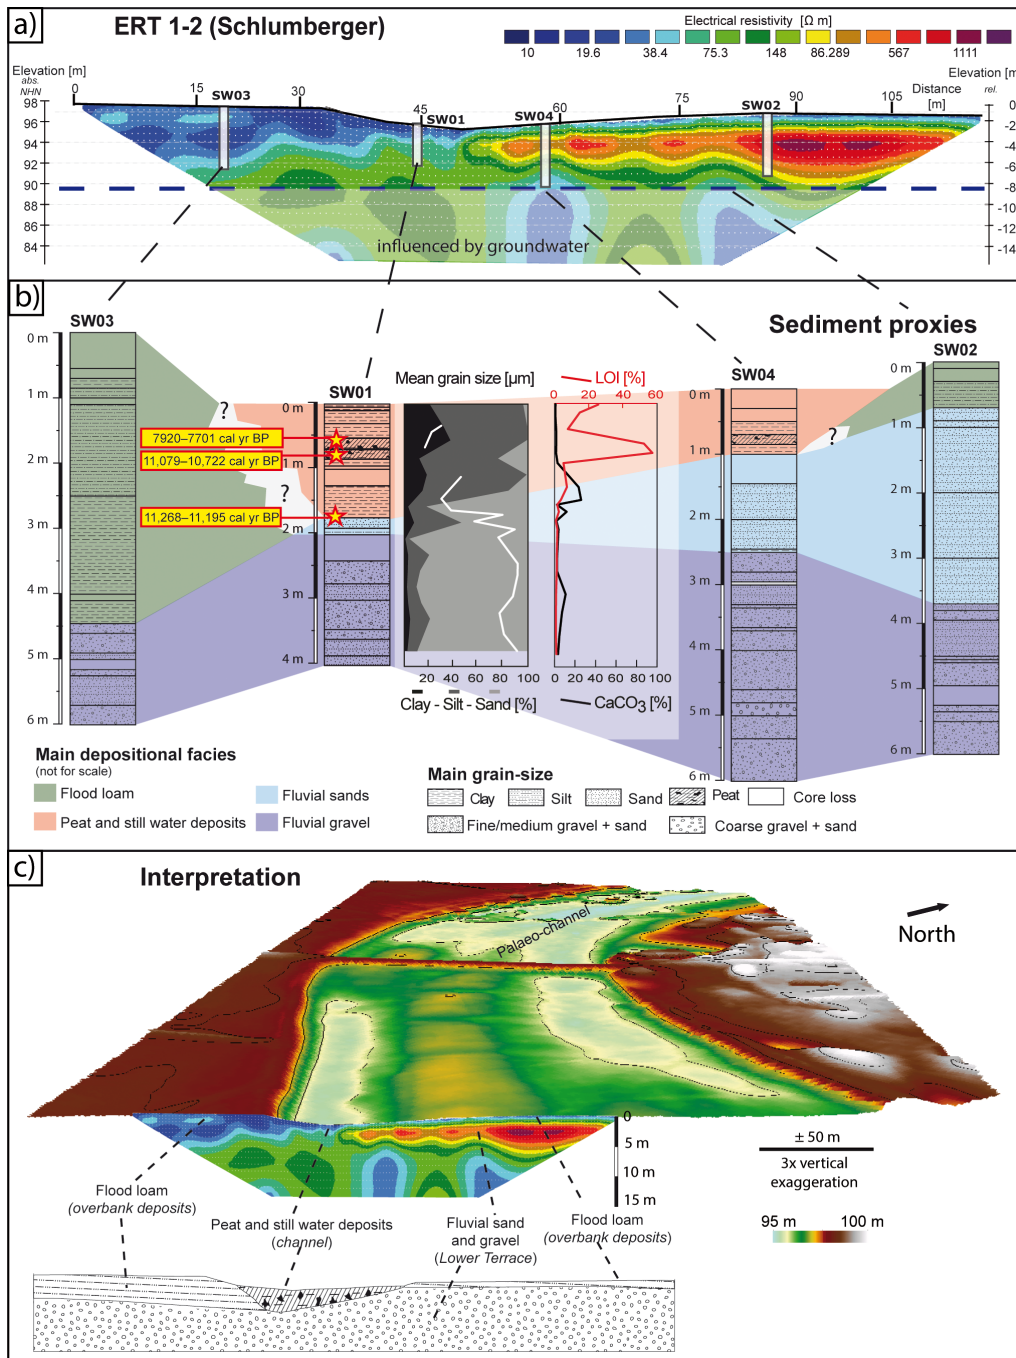 a)
ERT 1-2 (Schlumberger)
Electrical resistivity [Ω m]
10 19.6 38.4 75.3 148 86.289 567 1111
Elevation [m]
abs.
NHN
Elevation [m
rel.
Distance
[m]
0 15 30 45 60 75 90 105
SW03
SW01
SW04
SW02
98
96
94
92
90
88
86
84
0
-2
-4
-6
-8
-10
-12
-14
influenced by groundwater
b)
Sediment proxies
SW03
0 m
1 m
2 m
3 m
4 m
5 m
6 m
SW01
0 m
1 m
2 m
3 m
4 m
?
?
7920–7701 cal yr BP
11,079–10,722 cal yr BP
11,268–11,195 cal yr BP
Mean grain size [µm]
20 40 60 80 100
Clay - Silt - Sand [%]
LOI [%]
0 20 40 60
0 20 40 60 80 100
CaCO3 [%]
SW04
0 m
1 m
2 m
3 m
4 m
5 m
6 m
?
SW02
0 m
1 m
2 m
3 m
4 m
5 m
6 m
Main depositional facies
(not for scale)
Flood loam
Fluvial sands
Peat and still water deposits
Fluvial gravel
Main grain-size
Clay
Silt
Sand
Peat
Core loss
Fine/medium gravel + sand
Coarse gravel + sand
c)
Interpretation
Palaeo-channel
North
0
5 m
10 m
15 m
± 50 m
3x vertical
exaggeration
95 m 100 m
Flood loam
(overbank deposits)
Peat and still water deposits
(channel)
Fluvial sand
and gravel
(Lower Terrace)
Flood loam
(overbank deposits)